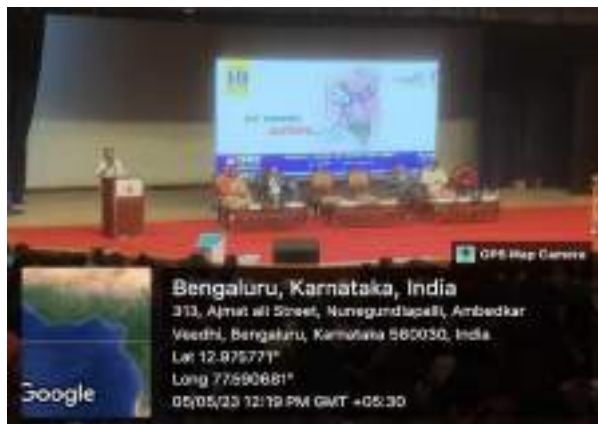 GPS Map Camera
Bengaluru, Karnataka, India
313, Ajmat ali Street, Nunegundlapalli, Ambedkar
Veedhi, Bengaluru, Karnataka 560030, India
Lat 12.975771°
Long 77.590681°
05/05/23 12:19 PM GMT +05:30
Google